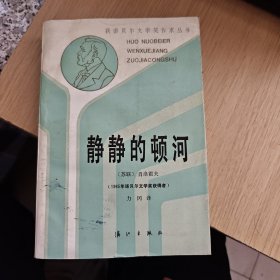 获诺贝尔文学奖作家丛书
HUO NUOBEIER
WENXUEJIANG
ZUOJIACONGSHU
静静的顿河
〔苏联〕肖洛霍夫
(1965年诺贝尔文学奖获得者)
力冈 译
漓江出版社